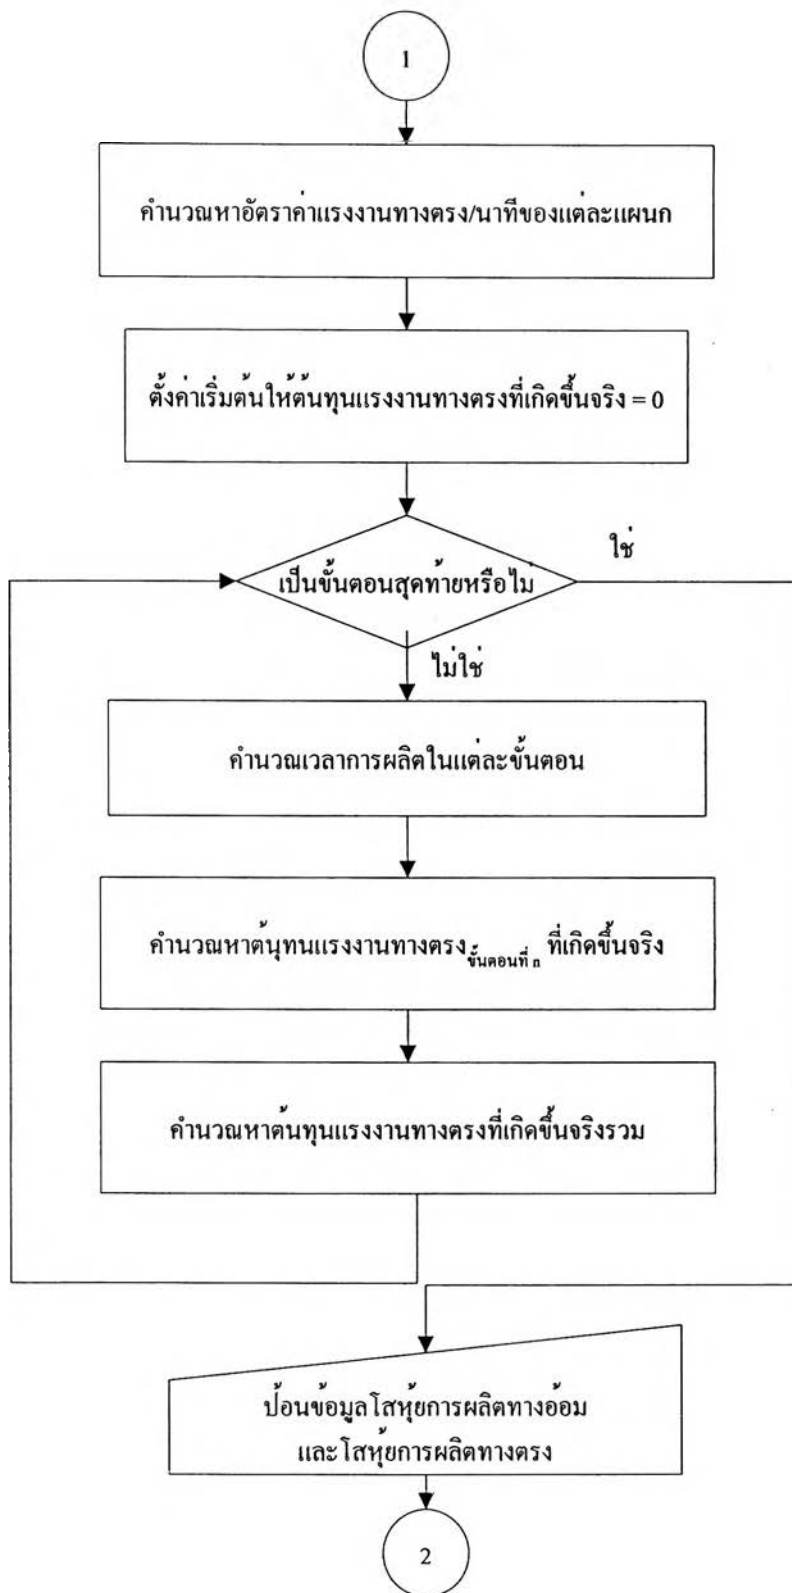 1
คำนวณหาอัตราค่าแรงงานทางตรง/นาทีของแต่ละแผนก
ตั้งค่าเริ่มต้นให้ต้นทุนแรงงานทางตรงที่เกิดขึ้นจริง = 0
ใช่
เป็นขั้นตอนสุดท้ายหรือไม่
ไม่ใช่
คำนวณเวลาการผลิตในแต่ละขั้นตอน
คำนวณหาต้นุทนแรงงานทางตรง ขั้นตอนที่ n ที่เกิดขึ้นจริง
คำนวณหาต้นทุนแรงงานทางตรงที่เกิดขึ้นจริงรวม
ป้อนข้อมูลโสหุ้ยการผลิตทางอ้อม
และโสหุ้ยการผลิตทางตรง
2